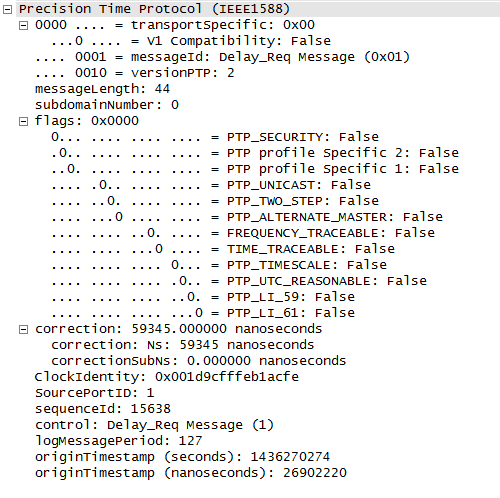 Precision Time Protocol (IEEE1588)
0000 .... = transportSpecific: 0x00
...0 .... = V1 Compatibility: False
.... 0001 = messageId: Delay_Req Message (0x01)
.... 0010 = versionPTP: 2
messageLength: 44
subdomainNumber: 0
flags: 0x0000
0... .... .... .... = PTP_SECURITY: False
.0.. .... .... .... = PTP profile Specific 2: False
..0. .... .... .... = PTP profile Specific 1: False
.... .0.. .... .... = PTP_UNICAST: False
.... ..0. .... .... = PTP_TWO_STEP: False
.... ...0 .... .... = PTP_ALTERNATE_MASTER: False
.... .... ..0. .... = FREQUENCY_TRACEABLE: False
.... .... ...0 .... = TIME_TRACEABLE: False
.... .... .... 0... = PTP_TIMESCALE: False
.... .... .... .0.. = PTP_UTC_REASONABLE: False
.... .... .... ..0. = PTP_LI_59: False
.... .... .... ...0 = PTP_LI_61: False
correction: 59345.000000 nanoseconds
correction: Ns: 59345 nanoseconds
correctionSubNs: 0.000000 nanoseconds
ClockIdentity: 0x001d9cfffeb1acfe
SourcePortID: 1
sequenceId: 15638
control: Delay_Req Message (1)
logMessagePeriod: 127
originTimestamp (seconds): 1436270274
originTimestamp (nanoseconds): 26902220